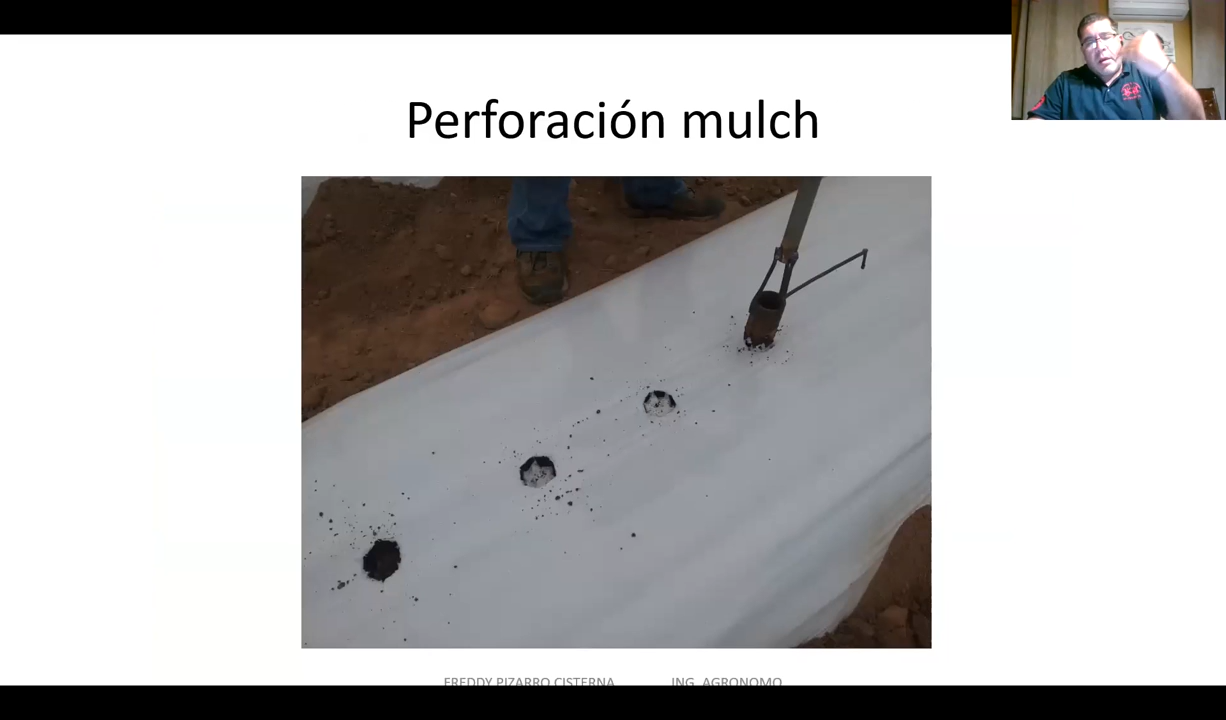 Perforación mulch
FREDDY PIZARRO CISTERNA ING. AGRONOMO